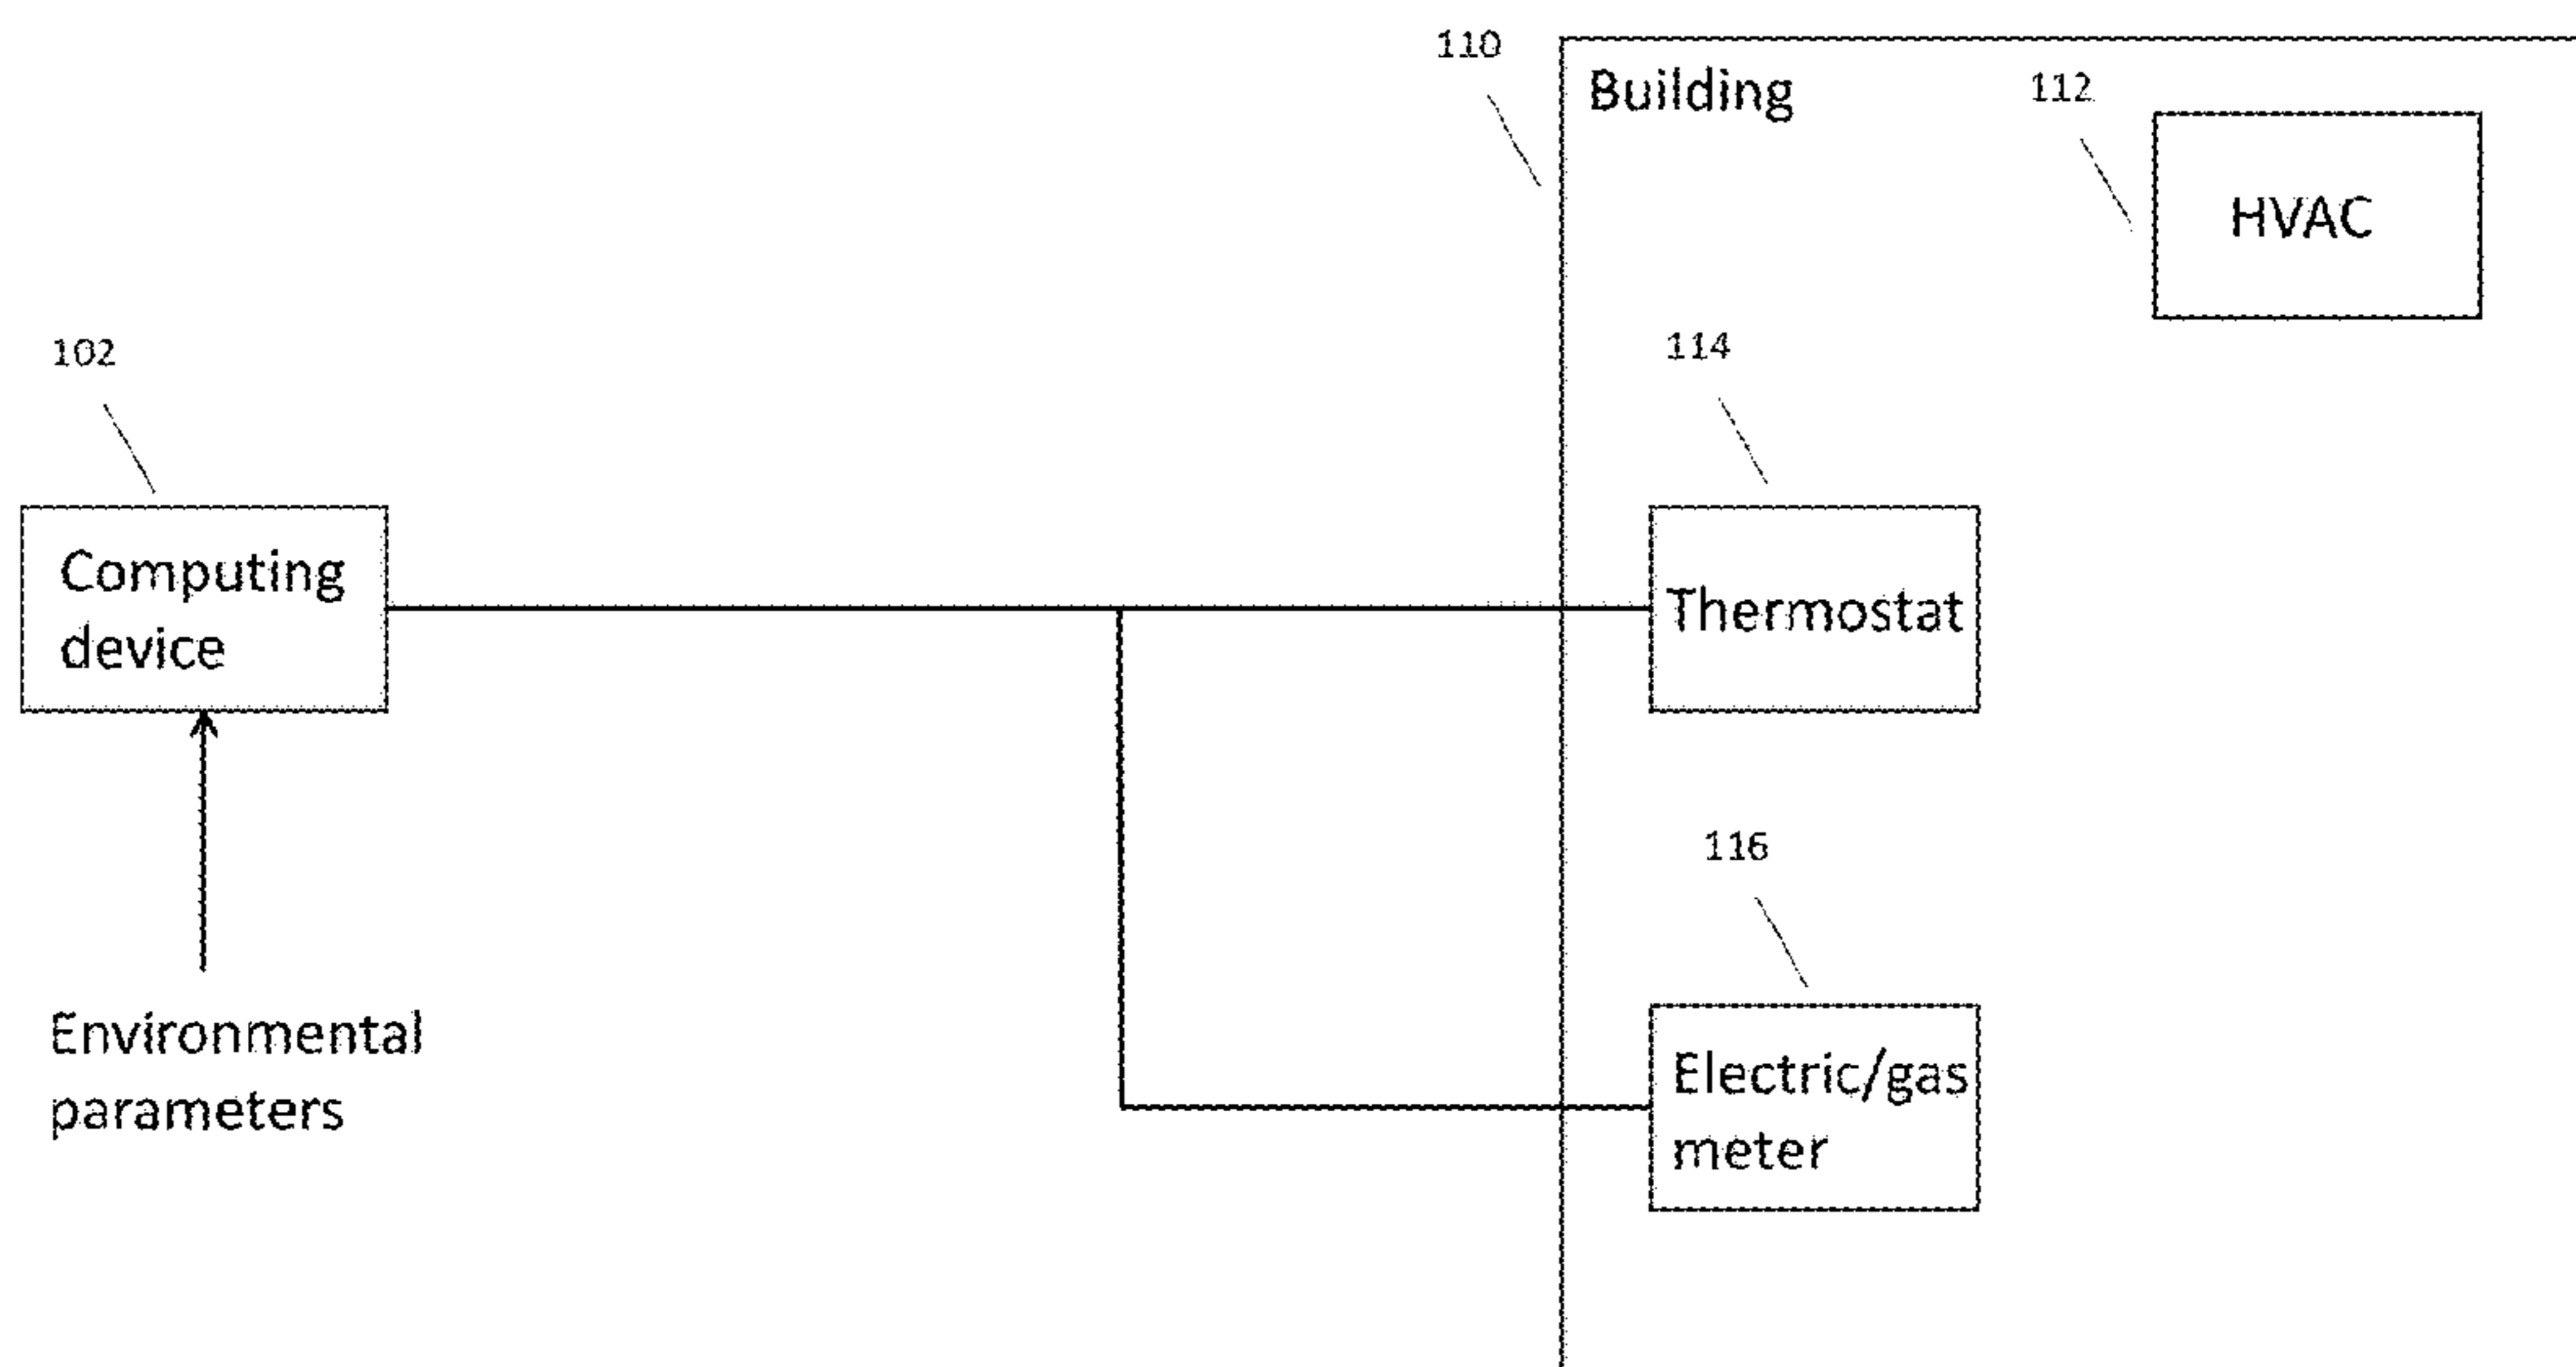 110
Building
112
HVAC
102
114
Computing
device
Thermostat
116
Environmental
parameters
Electric/gas
meter